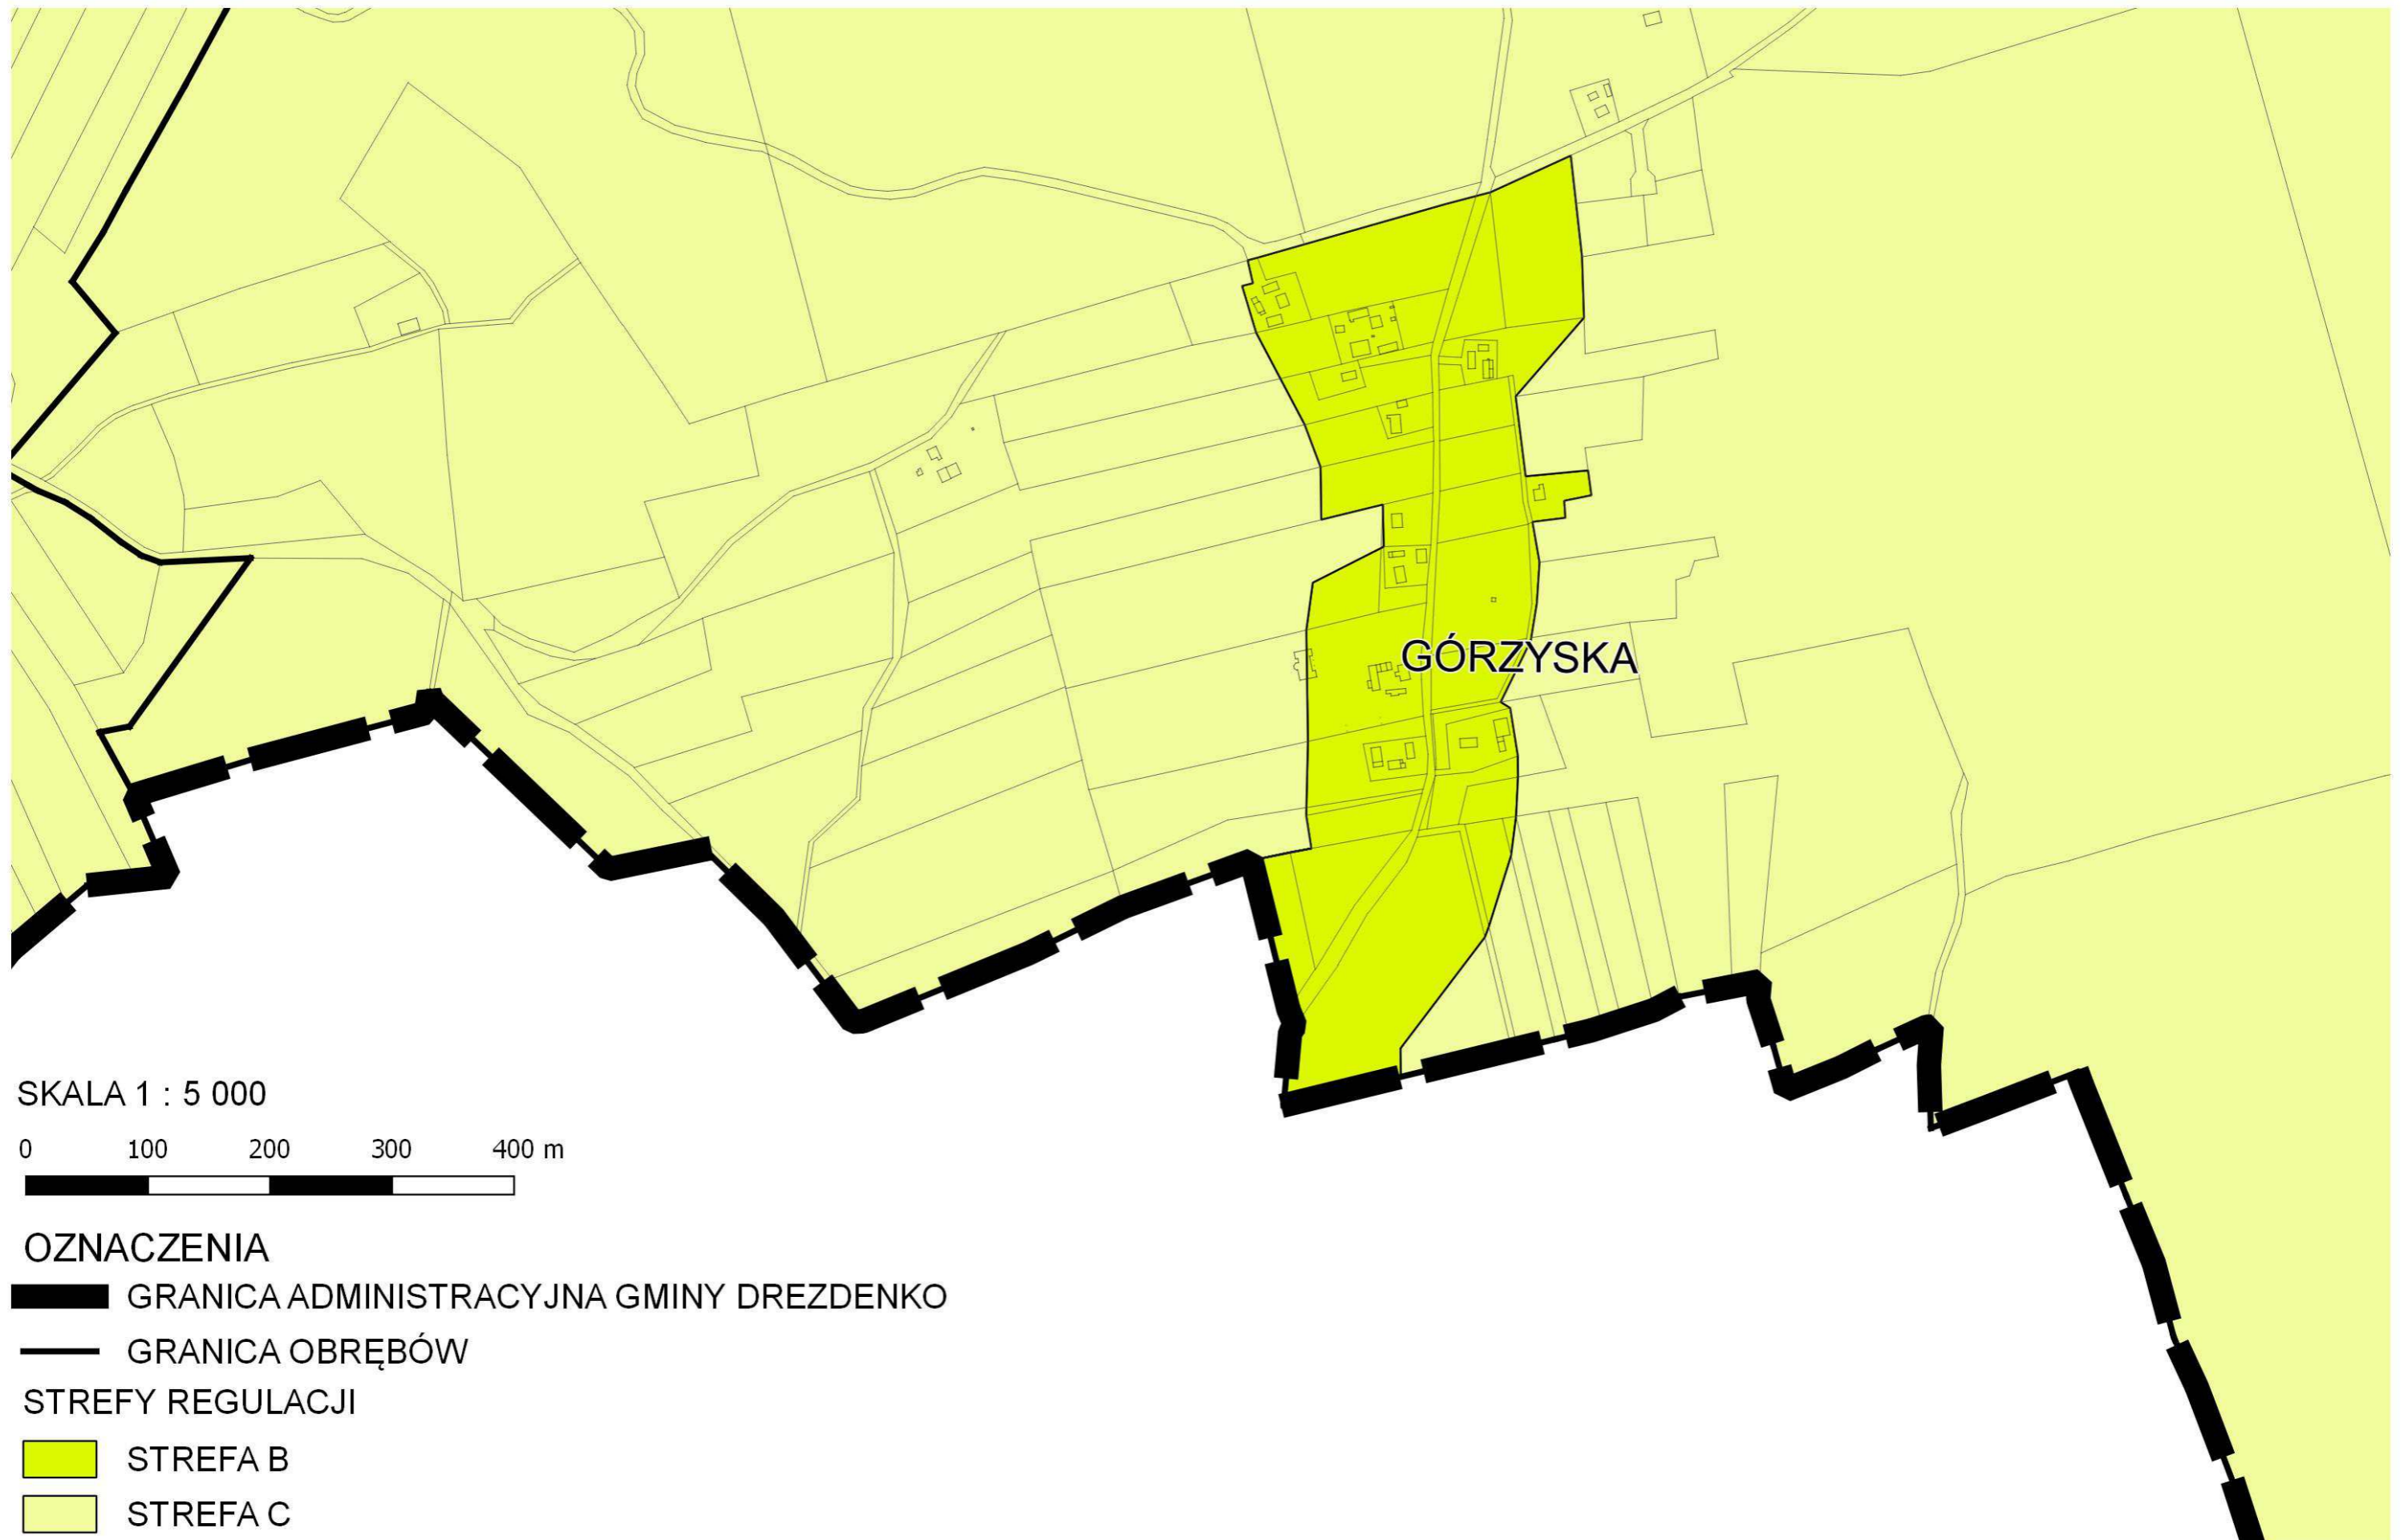 GÓRZYSKA
SKALA 1 : 5 000
0 100 200 300 400 m
OZNACZENIA
GRANICA ADMINISTRACYJNA GMINY DREZDENKO
GRANICA OBRĘBÓW
STREFY REGULACJI
STREFA B
STREFA C